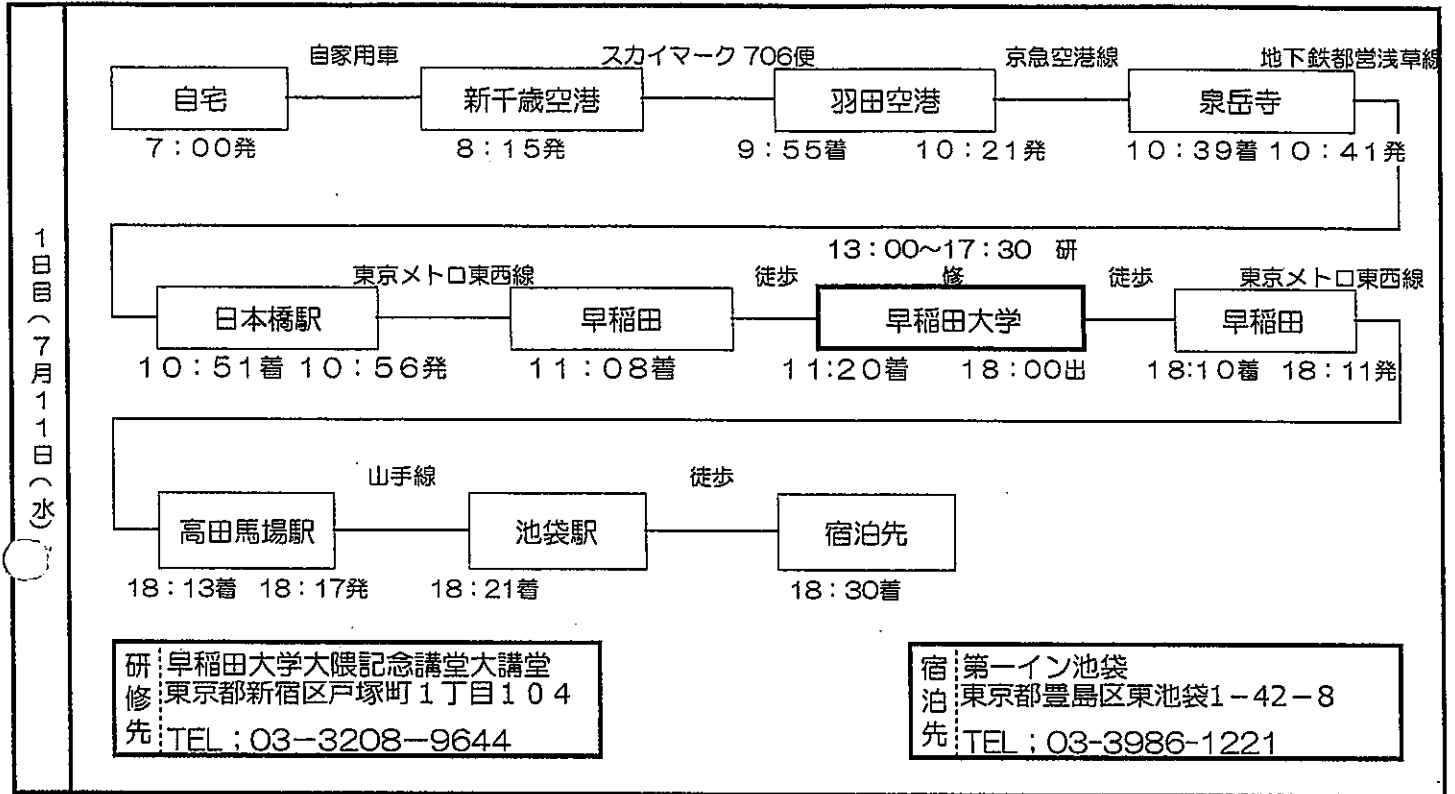 1日目(7月11日(水))
自家用車 スカイマーク 706便 京急空港線 地下鉄都営浅草線
自宅 新千歳空港 羽田空港 泉岳寺
7:00発 8:15発 9:55着 10:21発 10:39着 10:41発
13:00~17:30 研修
東京メトロ東西線 徒歩 徒歩 東京メトロ東西線
日本橋駅 早稲田 早稲田大学 早稲田
10:51着 10:56発 11:08着 11:20着 18:00出 18:10着 18:11発
山手線 徒歩
高田馬場駅 池袋駅 宿泊先
18:13着 18:17発 18:21着 18:30着
研修先
早稲田大学大隈記念講堂大講堂
東京都新宿区戸塚町1丁目104
TEL;03-3208-9644
宿泊先
第一イン池袋
東京都豊島区東池袋1-42-8
TEL;03-3986-1221